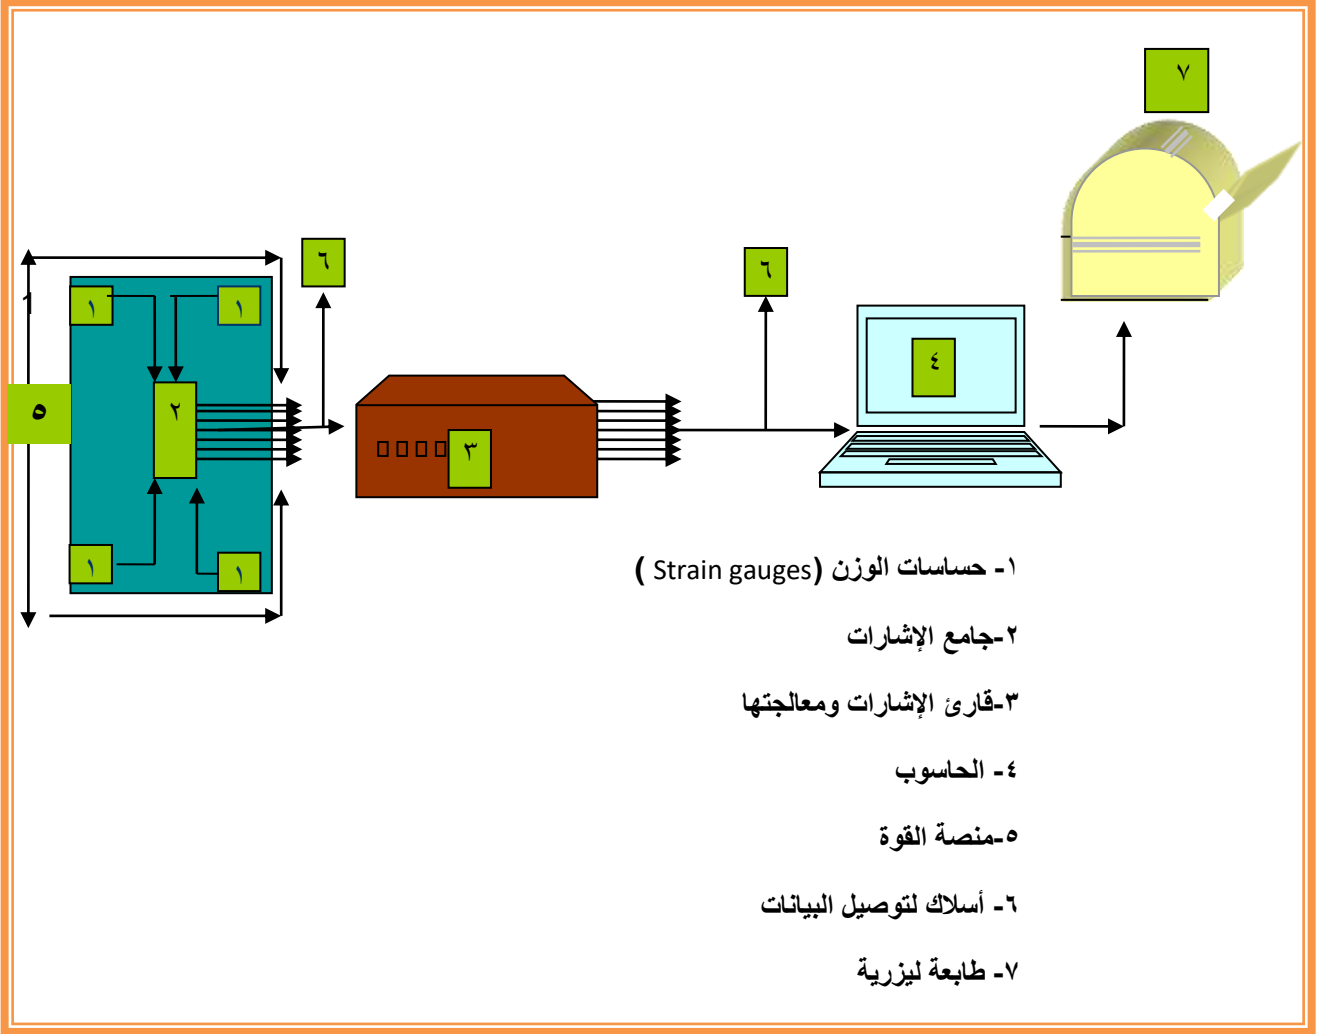 ٧
٦
٦
١
١
1
٤
٥
٢
٣
١
١
١- حساسات الوزن (Strain gauges )
٢-جامع الإشارات
٣-قارئ الإشارات ومعالجتها
٤- الحاسوب
٥-منصة القوة
٦- أسلاك لتوصيل البيانات
٧- طابعة ليزرية